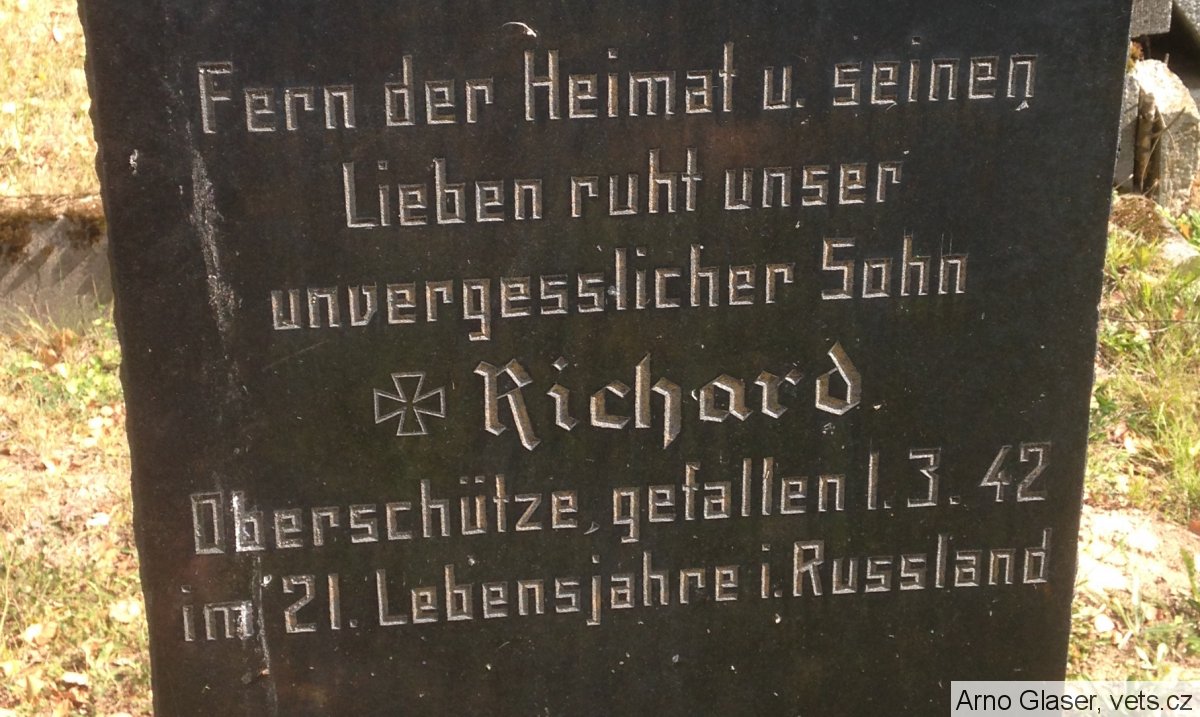 Fern der Heimat u. seinen
Lieben ruht unser
unvergesslicher Sohn
Richard.
Oberschütze, gefallen 1. 3. 42
im 21. Lebensjahre i. Russland
Arno Glaser, vets.cz